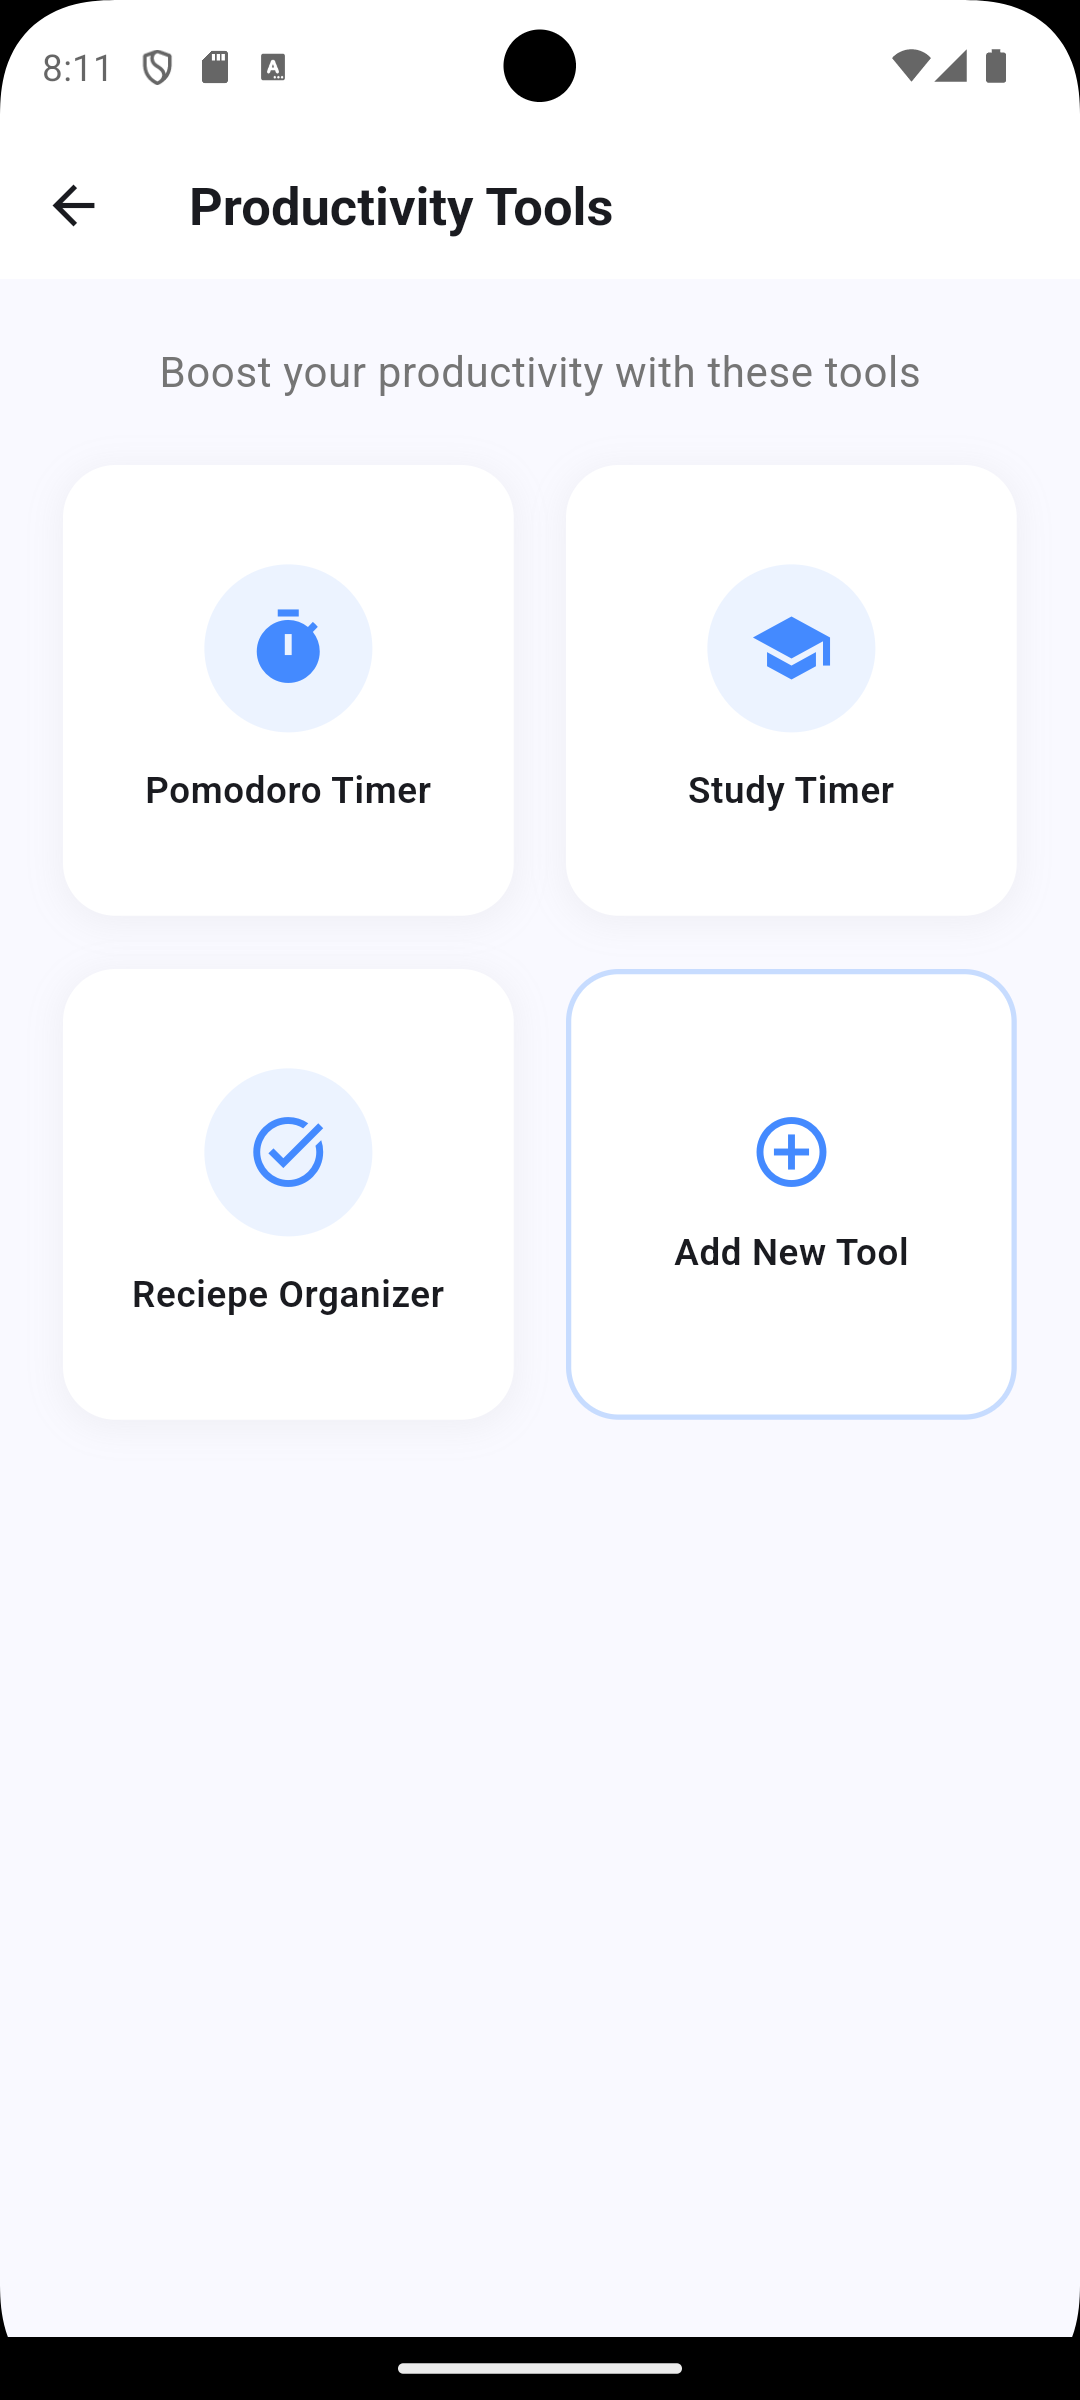 8:11
Productivity Tools
Boost your productivity with these tools
Pomodoro Timer
Study Timer
Reciepe Organizer
Add New Tool